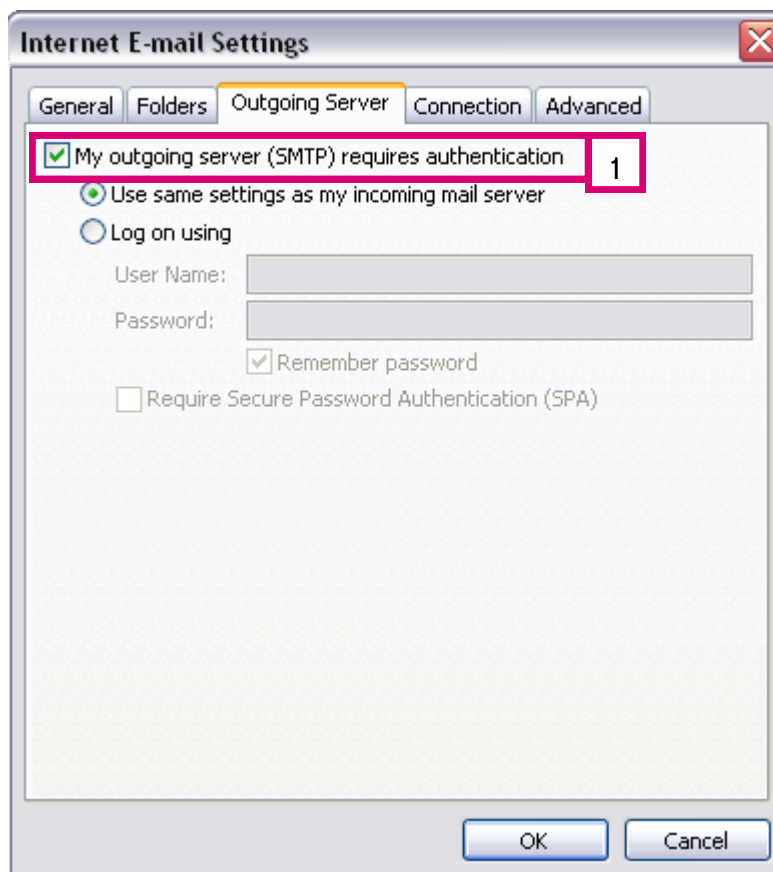 Internet E-mail Settings
General Folders Outgoing Server Connection Advanced
My outgoing server (SMTP) requires authentication 1
Use same settings as my incoming mail server
Log on using
User Name:
Password:
Remember password
Require Secure Password Authentication (SPA)
OK Cancel